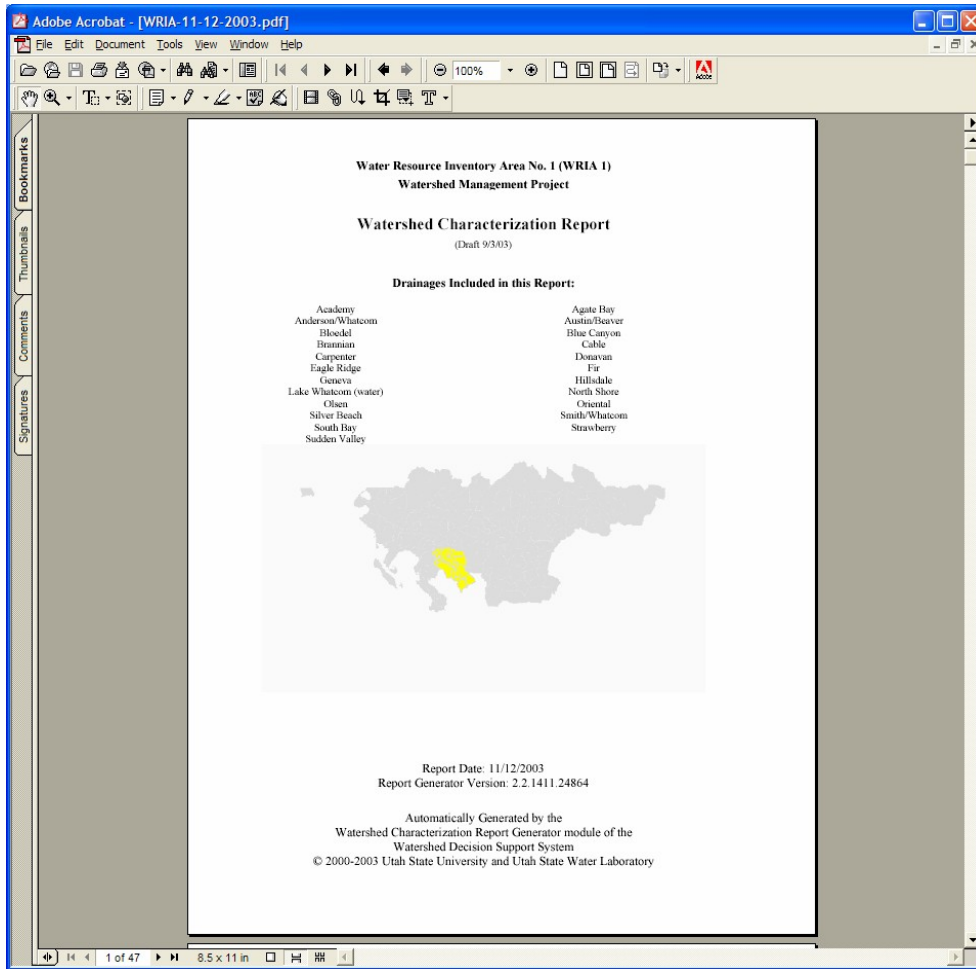 Adobe Acrobat - [WRIA-11-12-2003.pdf]
File Edit Document Tools View Window Help
100%
Adobe
Bookmarks
Thumbnails
Comments
Signatures
Water Resource Inventory Area No. 1 (WRIA 1)
Watershed Management Project
Watershed Characterization Report
(Draft 9/3/03)
Drainages Included in this Report:
Academy Agate Bay
Anderson/Whatcom Austin/Beaver
Bloedel Blue Canyon
Brannian Cable
Carpenter Donavan
Eagle Ridge Fir
Geneva Hillsdale
Lake Whatcom (water) North Shore
Olsen Oriental
Silver Beach Smith/Whatcom
South Bay Strawberry
Sudden Valley
Report Date: 11/12/2003
Report Generator Version: 2.2.1411.24864
Automatically Generated by the
Watershed Characterization Report Generator module of the
Watershed Decision Support System
© 2000-2003 Utah State University and Utah State Water Laboratory
1 of 47 8.5 x 11 in